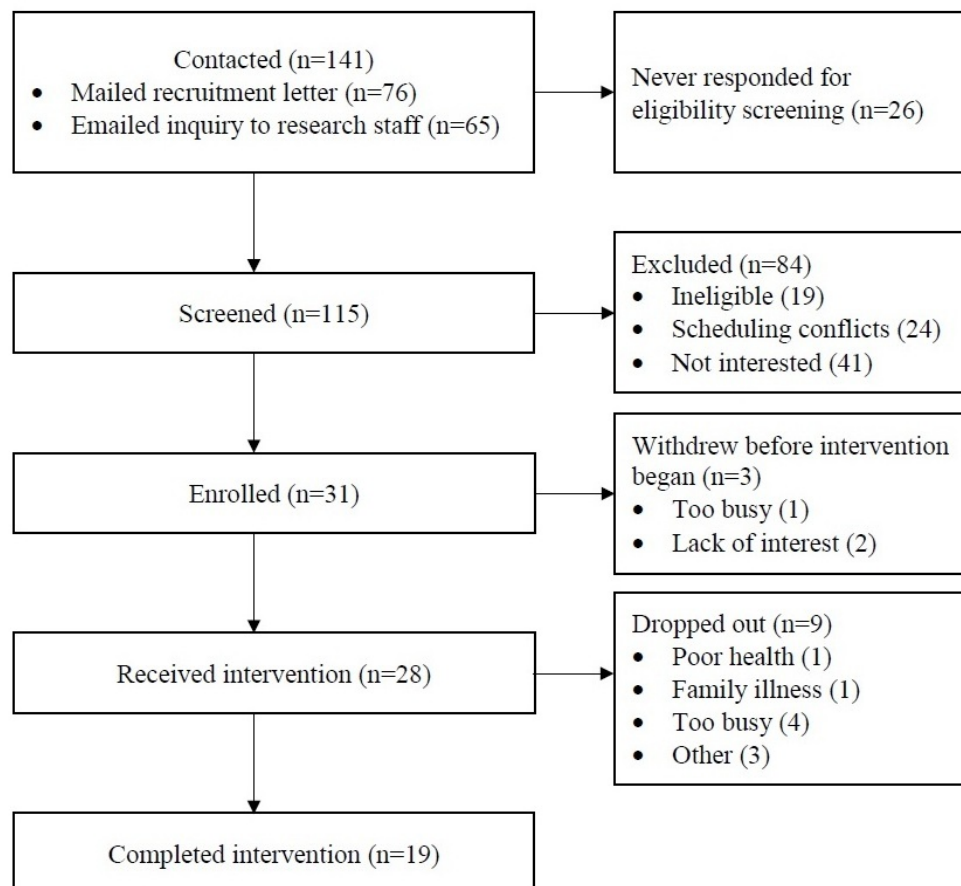 Contacted (n=141)
• Mailed recruitment letter (n=76)
• Emailed inquiry to research staff (n=65)
Never responded for
eligibility screening (n=26)
Screened (n=115)
Excluded (n=84)
• Ineligible (19)
• Scheduling conflicts (24)
• Not interested (41)
Enrolled (n=31)
Withdrew before intervention
began (n=3)
• Too busy (1)
• Lack of interest (2)
Received intervention (n=28)
Dropped out (n=9)
• Poor health (1)
• Family illness (1)
• Too busy (4)
• Other (3)
Completed intervention (n=19)